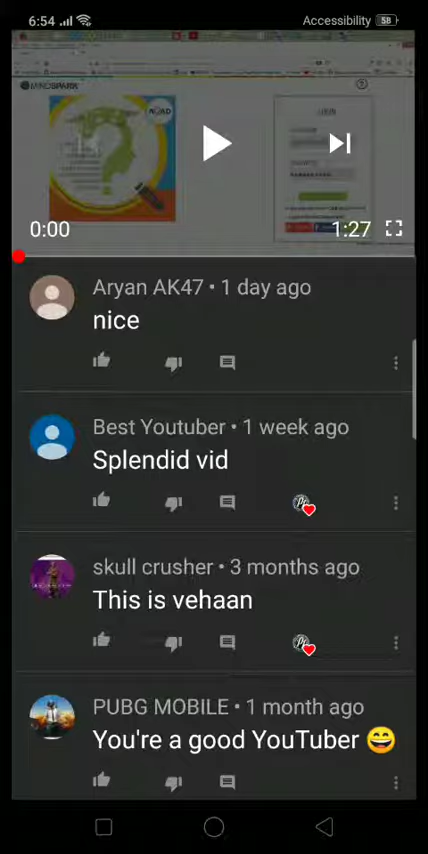 6:54
Accessibility 58
MINDSPARK
LOGIN
0:00
1:27
Aryan AK47 • 1 day ago
nice
Best Youtuber • 1 week ago
Splendid vid
skull crusher • 3 months ago
This is vehaan
PUBG MOBILE • 1 month ago
You're a good YouTuber 😄